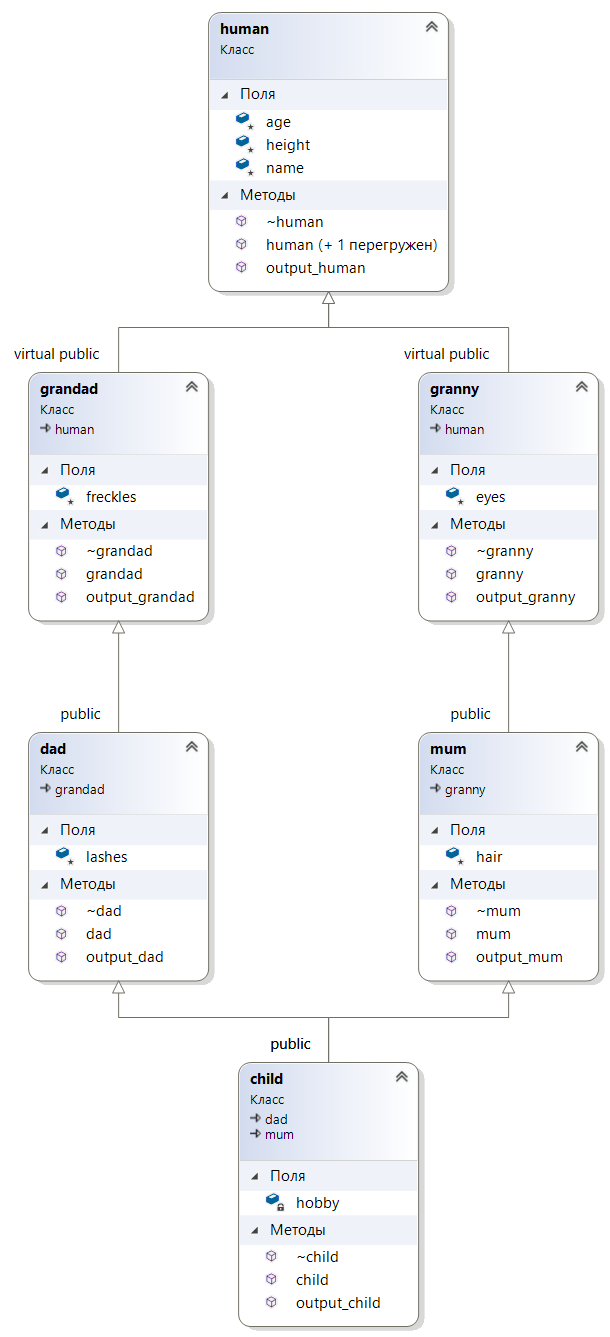 human
Класс
Поля
age
height
name
Методы
~human
human (+ 1 перегружен)
output_human
virtual public
virtual public
grandad
Класс
human
Поля
freckles
Методы
~grandad
grandad
output_grandad
granny
Класс
human
Поля
eyes
Методы
~granny
granny
output_granny
public
public
dad
Класс
grandad
Поля
lashes
Методы
~dad
dad
output_dad
mum
Класс
granny
Поля
hair
Методы
~mum
mum
output_mum
public
child
Класс
dad
mum
Поля
hobby
Методы
~child
child
output_child